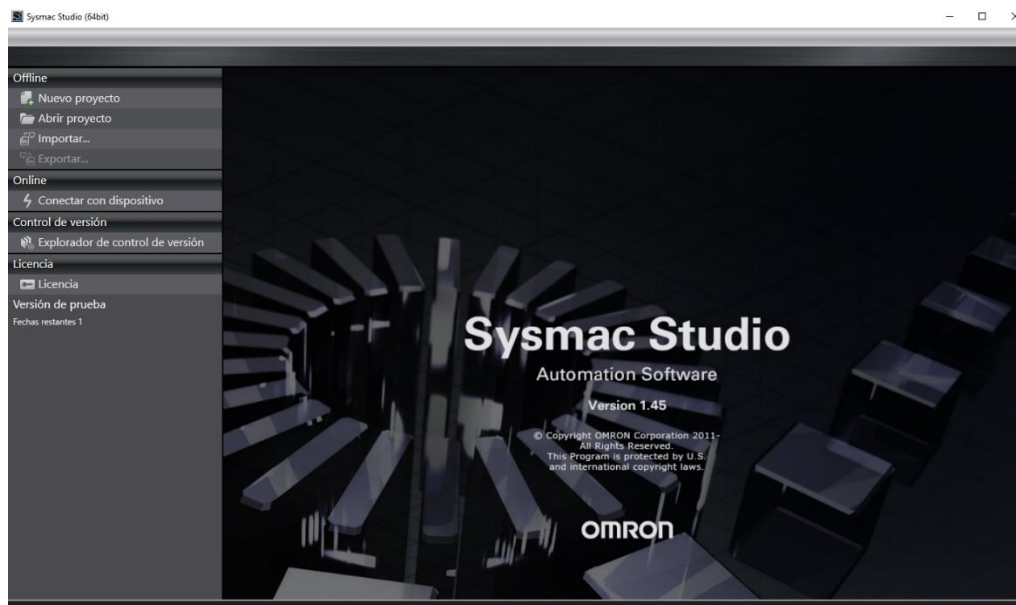 Sysmac Studio (64bit)
Offline
Nuevo proyecto
Abrir proyecto
Importar...
Exportar...
Online
Conectar con dispositivo
Control de versión
Explorador de control de versión
Licencia
Licencia
Versión de prueba
Fechas restantes 1
Sysmac Studio
Automation Software
Version 1.45
© Copyright OMRON Corporation 2011-
All Rights Reserved.
This Program is protected by U.S.
and international copyright laws.
OMRON